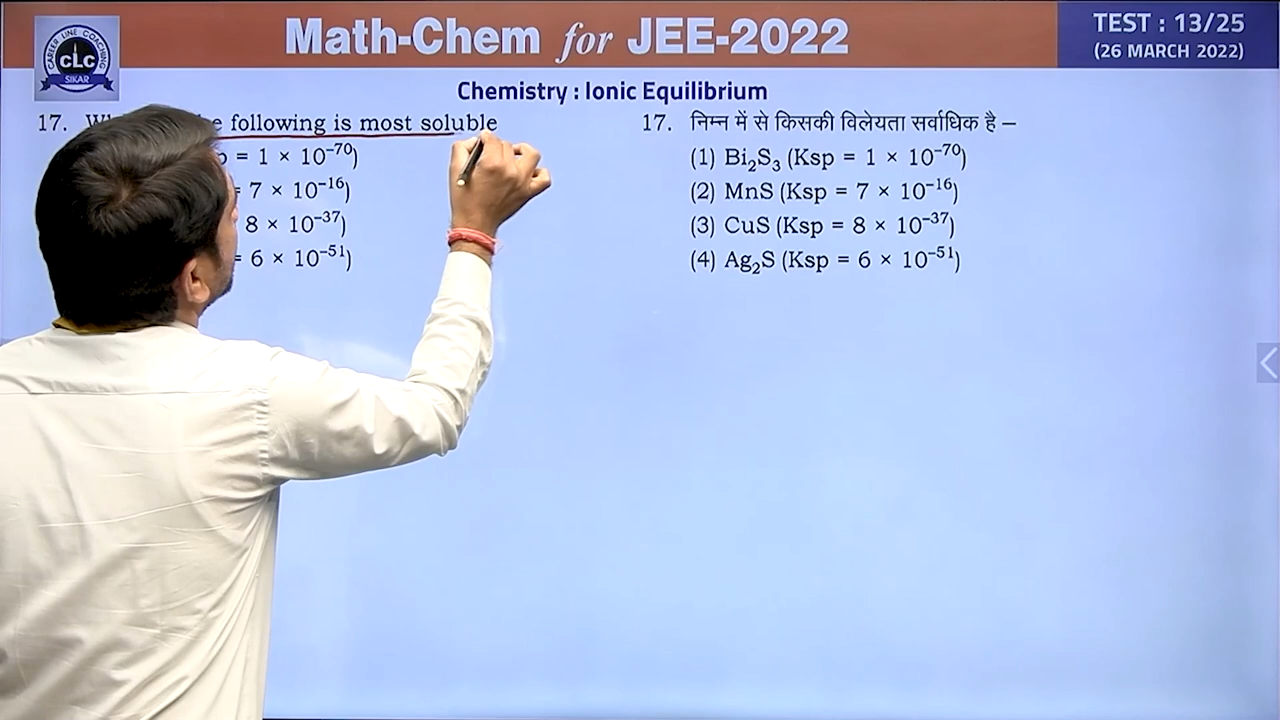 Math-Chem for JEE-2022
TEST : 13/25
(26 MARCH 2022)
CAREER LINE COACHING
CLC
SIKAR
Chemistry : Ionic Equilibrium
17. following is most soluble
= 1 × 10⁻⁷⁰)
= 7 × 10⁻¹⁶)
8 × 10⁻³⁷)
= 6 × 10⁻⁵¹)
17. निम्न में से किसकी विलेयता सर्वाधिक है –
(1) Bi₂S₃ (Ksp = 1 × 10⁻⁷⁰)
(2) MnS (Ksp = 7 × 10⁻¹⁶)
(3) CuS (Ksp = 8 × 10⁻³⁷)
(4) Ag₂S (Ksp = 6 × 10⁻⁵¹)